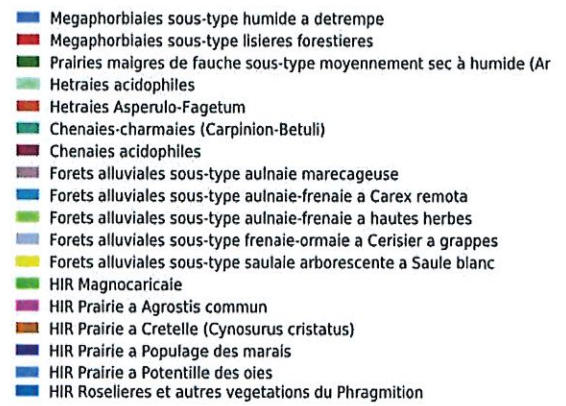 Megaphorbiales sous-type humide a detrempe
Megaphorbiales sous-type lisieres forestieres
Prairies maigres de fauche sous-type moyennement sec à humide (Ar
Hetraies acidophiles
Hetraies Asperulo-Fagetum
Chenaies-charmaies (Carpinion-Betuli)
Chenaies acidophiles
Forets alluviales sous-type aulnaie marecageuse
Forets alluviales sous-type aulnaie-frenaie a Carex remota
Forets alluviales sous-type aulnaie-frenaie a hautes herbes
Forets alluviales sous-type frenaie-ormaie a Cerisier a grappes
Forets alluviales sous-type saulaie arborescente a Saule blanc
HIR Magnocaricaie
HIR Prairie a Agrostis commun
HIR Prairie a Cretelle (Cynosurus cristatus)
HIR Prairie a Populage des marais
HIR Prairie a Potentille des oies
HIR Roselieres et autres vegetations du Phragmition